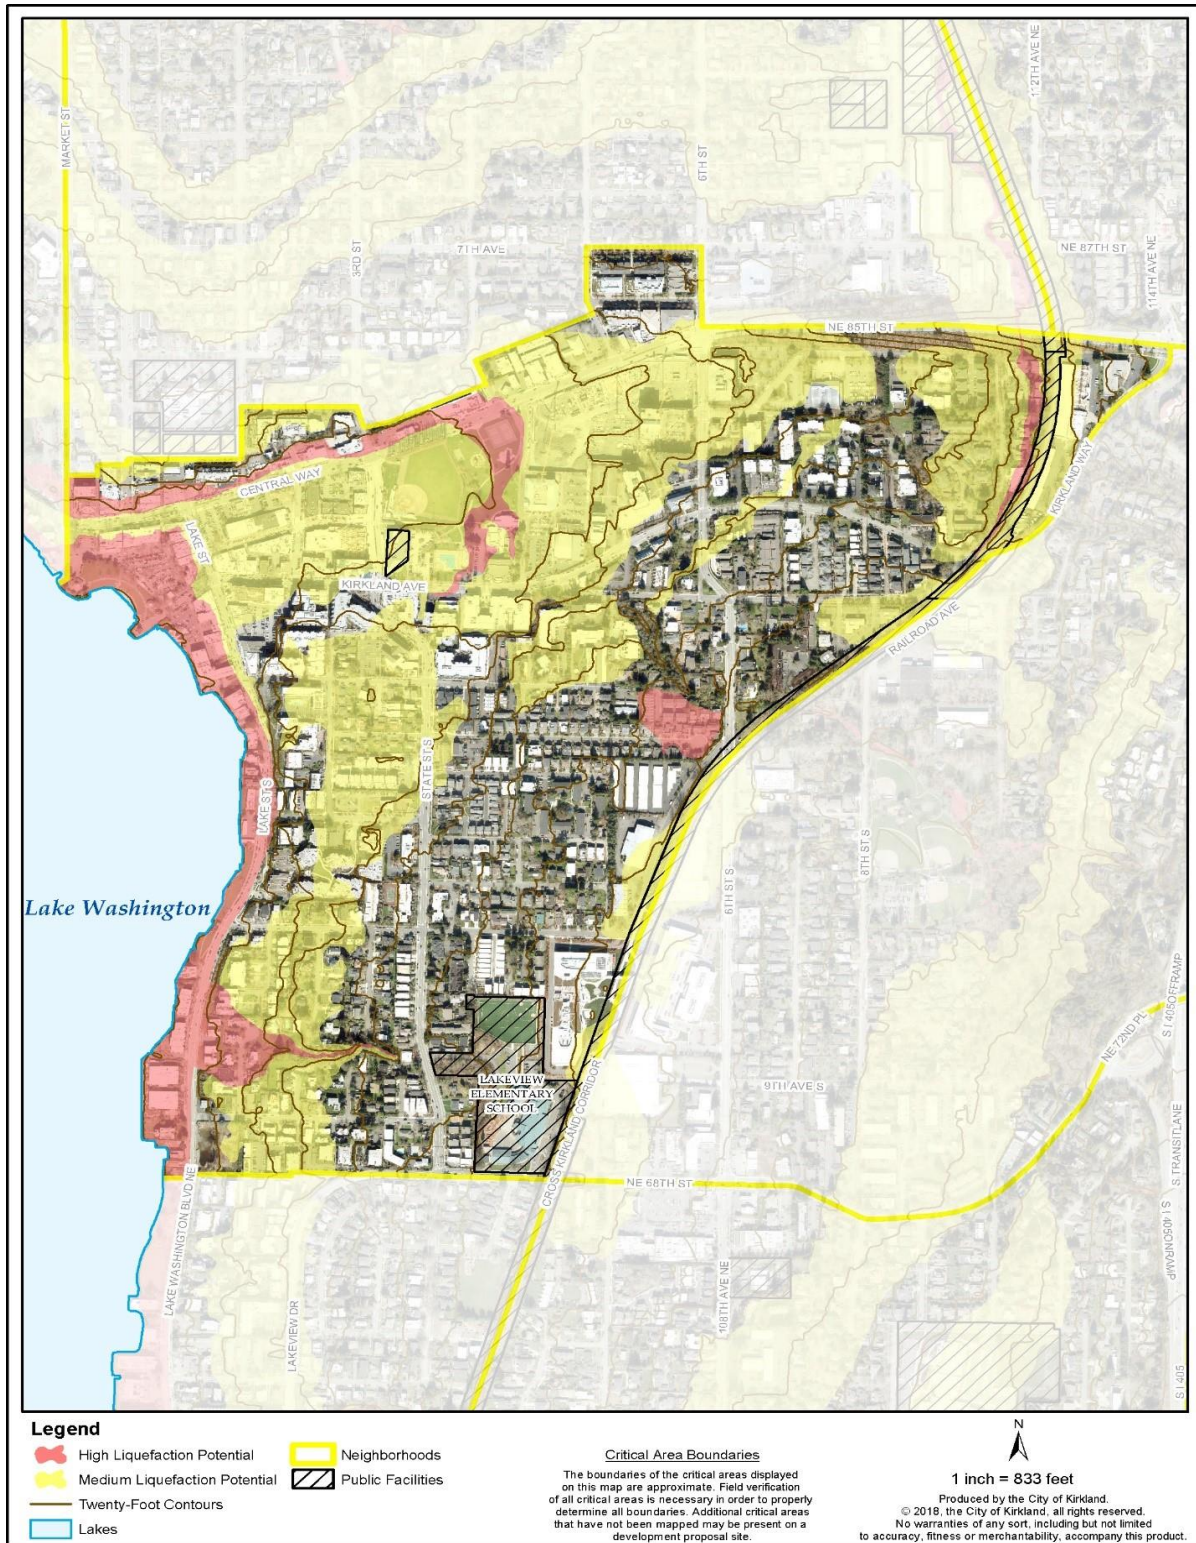 MARKET ST
112TH AVE NE
6TH ST
3RD ST
7TH AVE
NE 87TH ST
114TH AVE NE
NE 85TH ST
KIRKLAND WAY
CENTRAL WAY
LAKE ST
KIRKLAND AVE
RAILROAD AVE
STATE ST S
LAKE ST S
8TH ST S
6TH ST S
Lake Washington
S I 405OFFRAMP
NE 72ND PL
LAKEVIEW
ELEMENTARY
SCHOOL
9TH AVE S
CROSS KIRKLAND CORRIDOR
S TRANSITLANE
NE 68TH ST
S I 405ONRAMP
LAKE WASHINGTON BLVD NE
108TH AVE NE
LAKEVIEW DR
S I 405
Legend
High Liquefaction Potential
Medium Liquefaction Potential
Twenty-Foot Contours
Lakes
Neighborhoods
Public Facilities
Critical Area Boundaries
The boundaries of the critical areas displayed
on this map are approximate. Field verification
of all critical areas is necessary in order to properly
determine all boundaries. Additional critical areas
that have not been mapped may be present on a
development proposal site.
N
1 inch = 833 feet
Produced by the City of Kirkland.
© 2018, the City of Kirkland, all rights reserved.
No warranties of any sort, including but not limited
to accuracy, fitness or merchantability, accompany this product.